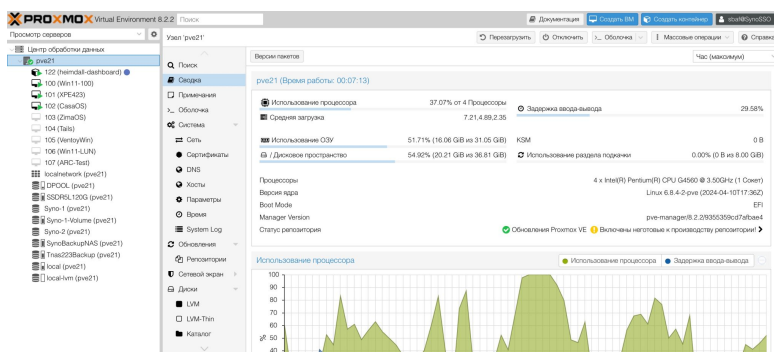 PROXMOX Virtual Environment 8.2.2 Поиск
Документация Создать ВМ Создать контейнер sbaf@SynoSSO
Просмотр серверов
Центр обработки данных
pve21
122 (heimdall-dashboard)
100 (Win11-100)
101 (XPE423)
102 (CasaOS)
103 (ZimaOS)
104 (Tails)
105 (VentoyWin)
106 (Win11-LUN)
107 (ARC-Test)
localnetwork (pve21)
DPOOL (pve21)
SSDR5L120G (pve21)
Syno-1 (pve21)
Syno-1-Volume (pve21)
Syno-2 (pve21)
SynoBackupNAS (pve21)
Tnas223Backup (pve21)
local (pve21)
local-lvm (pve21)
Узел 'pve21'
Перезагрузить Отключить Оболочка Массовые операции Справка
Поиск
Сводка
Примечания
Оболочка
Система
Сеть
Сертификаты
DNS
Хосты
Параметры
Время
System Log
Обновления
Репозитории
Сетевой экран
Диски
LVM
LVM-Thin
Каталог
Версии пакетов Час (максимум)
pve21 (Время работы: 00:07:13)
Использование процессора 37.07% от 4 Процессоры
Задержка ввода-вывода 29.58%
Средняя загрузка 7.21,4.89,2.35
Использование ОЗУ 51.71% (16.06 GiB из 31.05 GiB)
KSM 0 B
/ Дисковое пространство 54.92% (20.21 GiB из 36.81 GiB)
Использование раздела подкачки 0.00% (0 B из 8.00 GiB)
Процессоры 4 x Intel(R) Pentium(R) CPU G4560 @ 3.50GHz (1 Сокет)
Версия ядра Linux 6.8.4-2-pve (2024-04-10T17:36Z)
Boot Mode EFI
Manager Version pve-manager/8.2.2/9355359cd7afbae4
Статус репозитория Обновления Proxmox VE Включены неготовые к производству репозитории!
Использование процессора
Использование процессора Задержка ввода-вывода
100
90
80
70
60
50
40
%